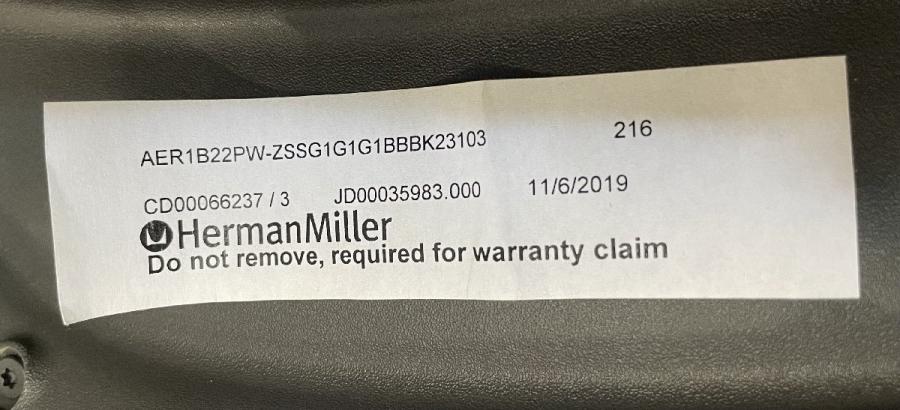 AER1B22PW-ZSSG1G1G1BBBK23103 216
CD00066237 / 3 JD00035983.000 11/6/2019
HermanMiller
Do not remove, required for warranty claim